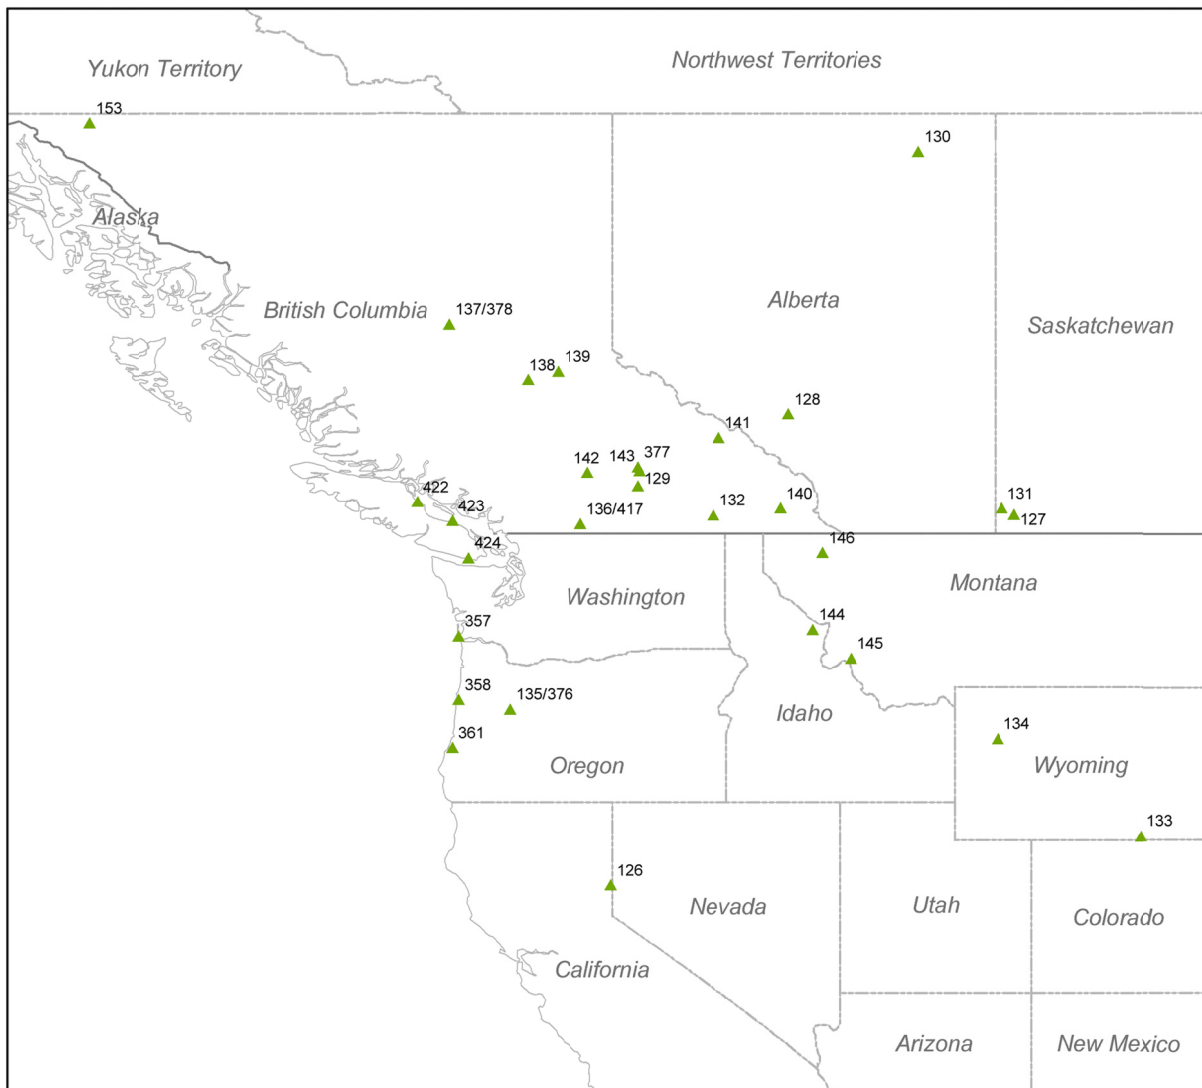 Northwest Territories
Yukon Territory
153
130
Alaska
Alberta
British Columbia
137/378
Saskatchewan
139
138
128
141
142
143
377
129
422
423
136/417
132
140
131
127
424
146
Montana
Washington
357
144
145
358
135/376
Idaho
134
361
Oregon
Wyoming
133
126
Nevada
Utah
Colorado
California
Arizona
New Mexico